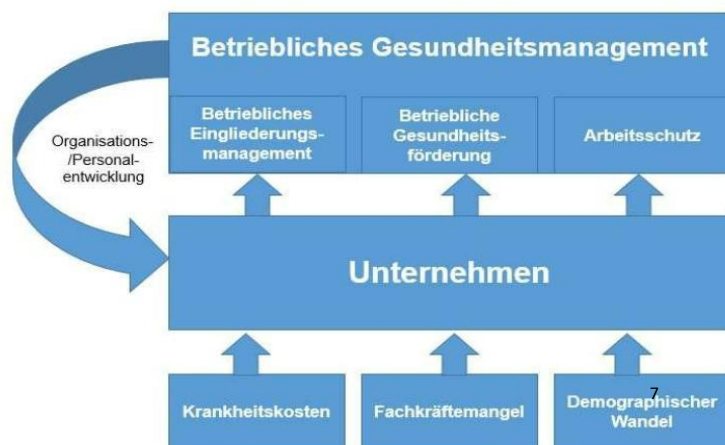 Betriebliches Gesundheitsmanagement
Betriebliches
Eingliederungs-
management
Betriebliche
Gesundheits-
förderung
Arbeitsschutz
Organisations-
/Personal-
entwicklung
Unternehmen
Krankheitskosten
Fachkräftemangel
Demographischer
Wandel
7